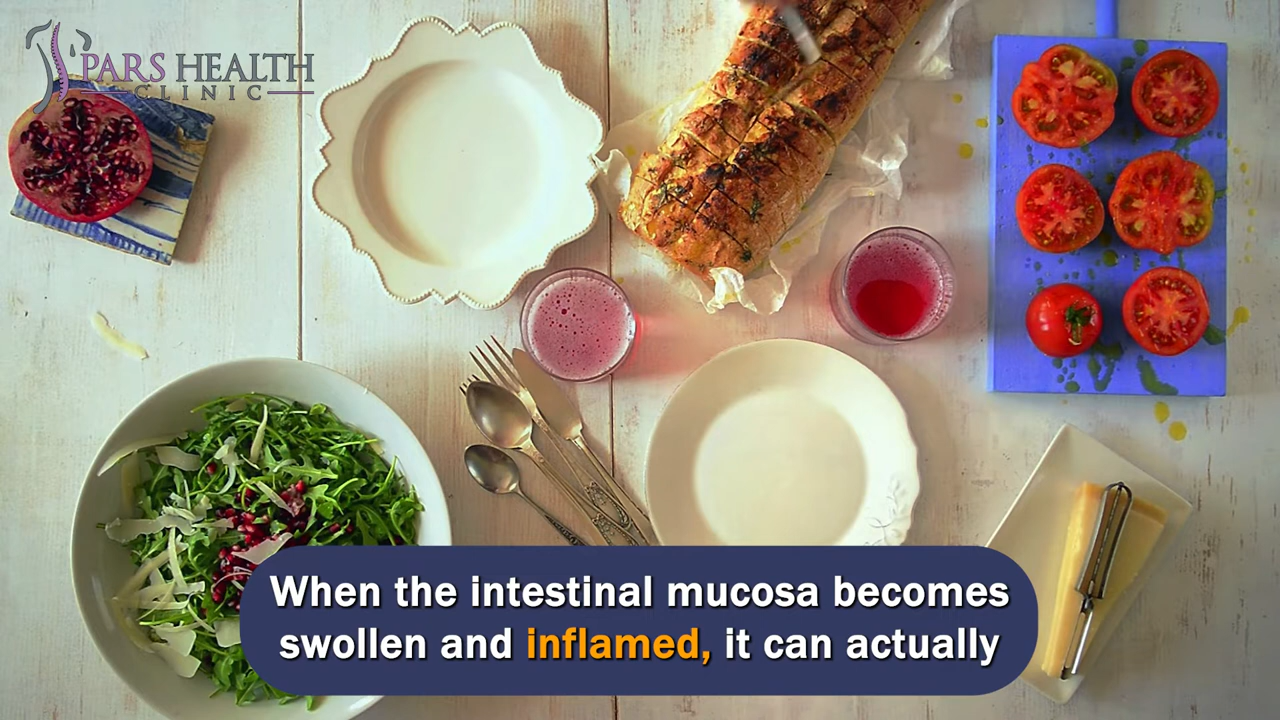 PARS HEALTH
CLINIC
When the intestinal mucosa becomes
swollen and inflamed, it can actually